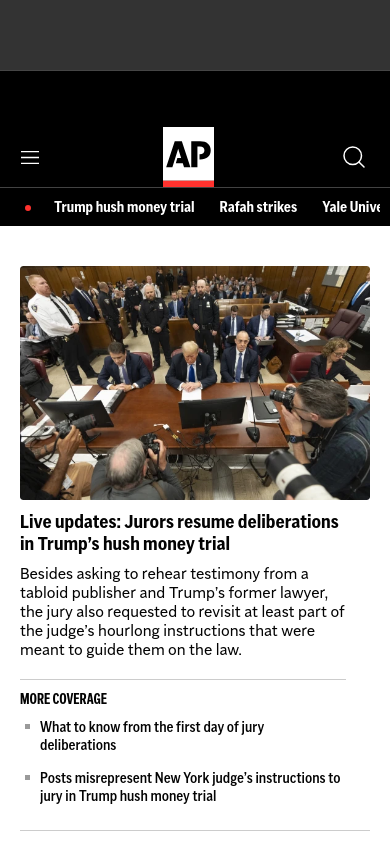 AP
Trump hush money trial Rafah strikes Yale Unive
Live updates: Jurors resume deliberations
in Trump’s hush money trial
Besides asking to rehear testimony from a
tabloid publisher and Trump’s former lawyer,
the jury also requested to revisit at least part of
the judge’s hourlong instructions that were
meant to guide them on the law.
MORE COVERAGE
What to know from the first day of jury
deliberations
Posts misrepresent New York judge’s instructions to
jury in Trump hush money trial